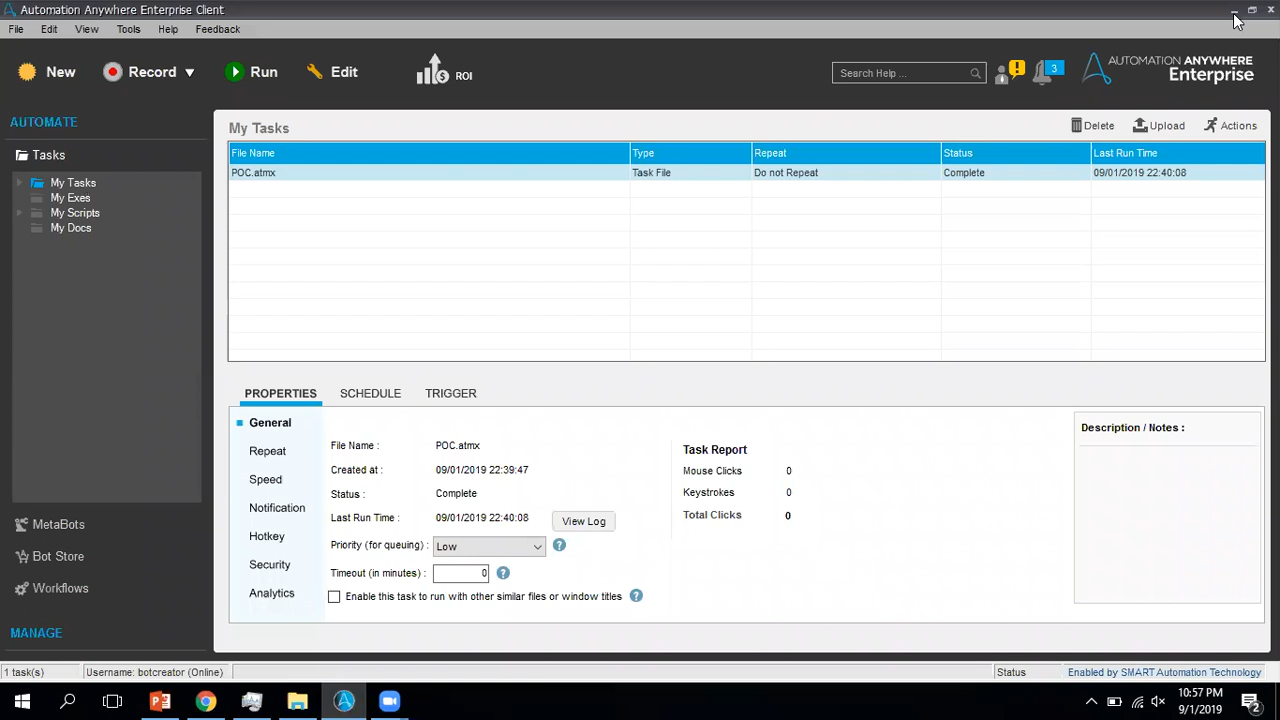 Automation Anywhere Enterprise Client
File Edit View Tools Help Feedback
New Record Run Edit ROI
Search Help ...
3
AUTOMATION ANYWHERE
Enterprise
AUTOMATE
Tasks
My Tasks
My Exes
My Scripts
My Docs
MetaBots
Bot Store
Workflows
MANAGE
My Tasks
Delete Upload Actions
File Name Type Repeat Status Last Run Time
POC.atmx Task File Do not Repeat Complete 09/01/2019 22:40:08
PROPERTIES SCHEDULE TRIGGER
General
Repeat
Speed
Notification
Hotkey
Security
Analytics
File Name : POC.atmx
Created at : 09/01/2019 22:39:47
Status : Complete
Last Run Time : 09/01/2019 22:40:08 View Log
Priority (for queuing) : Low ?
Timeout (in minutes) : 0 ?
Enable this task to run with other similar files or window titles ?
Task Report
Mouse Clicks 0
Keystrokes 0
Total Clicks 0
Description / Notes :
1 task(s) Username: botcreator (Online) Status Enabled by SMART Automation Technology
10:57 PM
9/1/2019
2